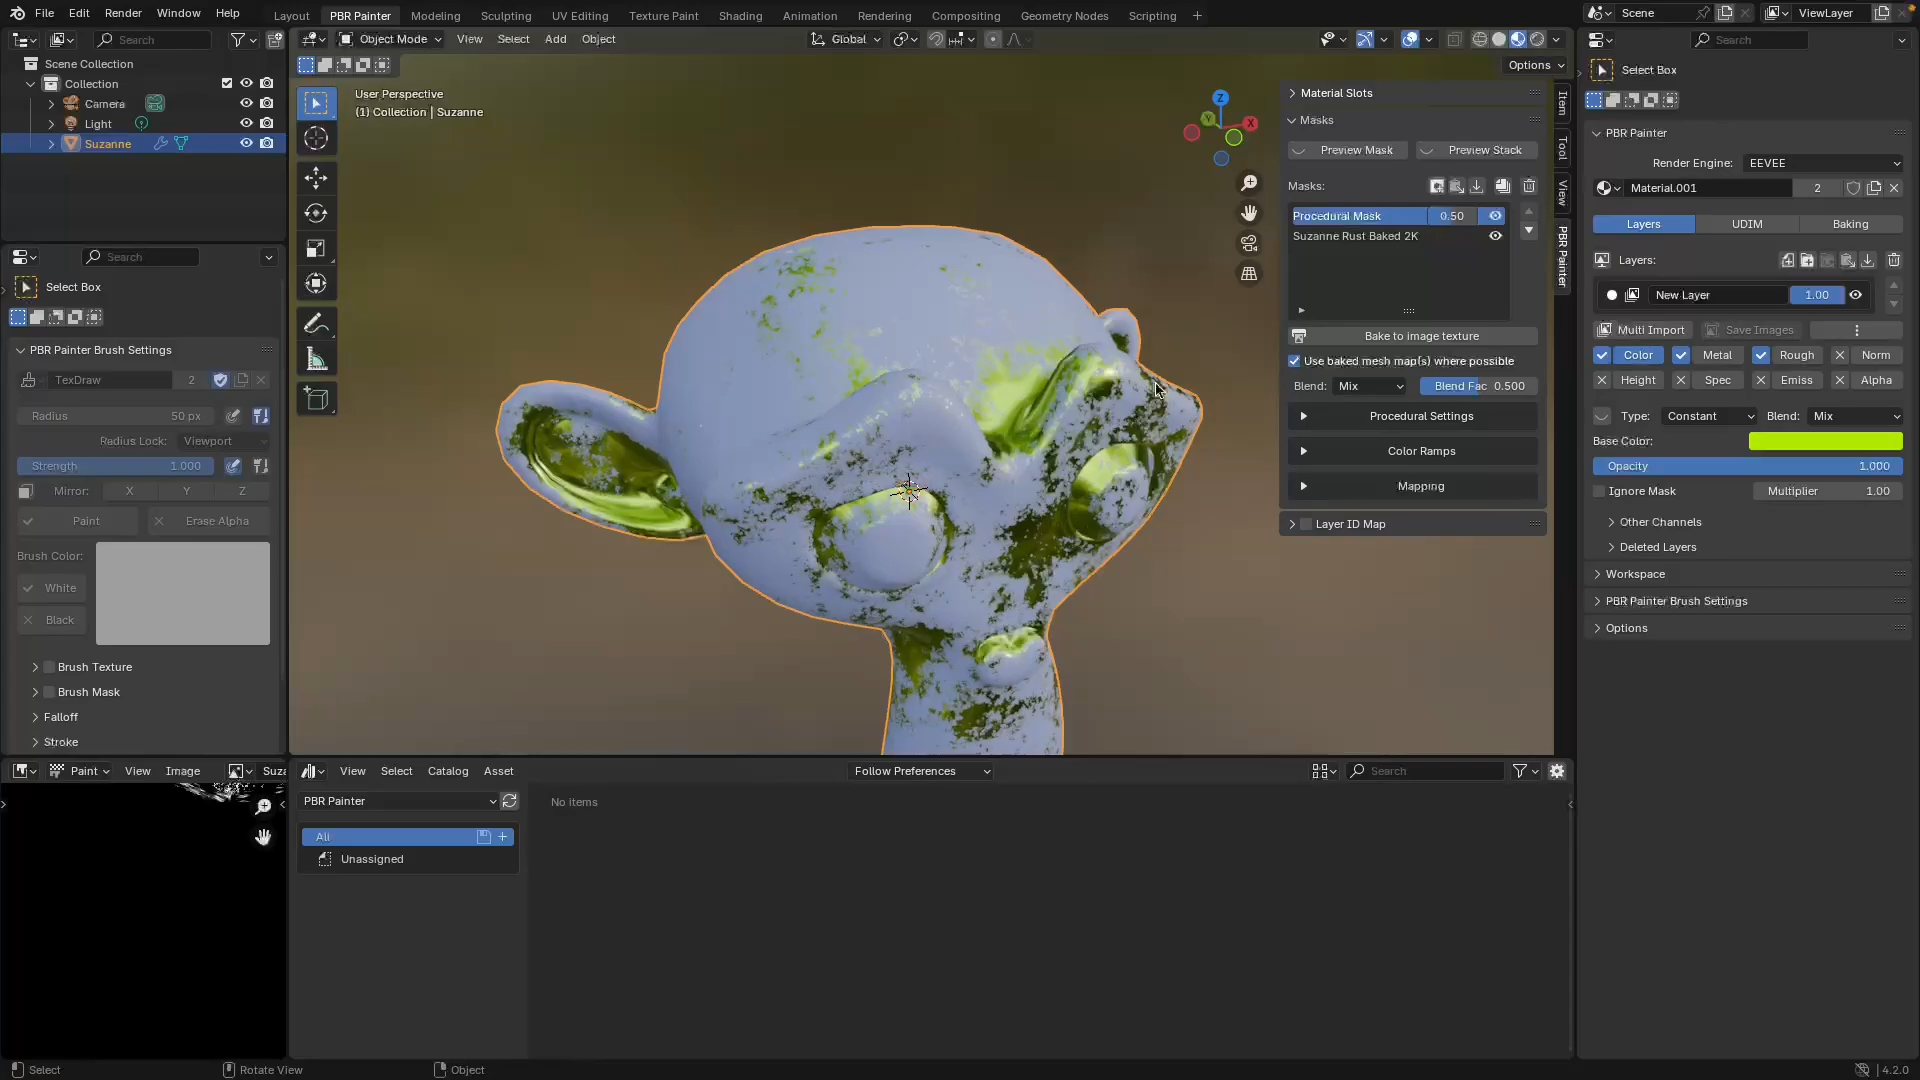 File Edit Render Window Help
Layout PBR Painter Modeling Sculpting UV Editing Texture Paint Shading Animation Rendering Compositing Geometry Nodes Scripting +
Scene
ViewLayer
Search
Scene Collection
Collection
Camera
Light
Suzanne
Search
Select Box
PBR Painter Brush Settings
TexDraw 2
Radius 50 px
Radius Lock: Viewport
Strength 1.000
Mirror: X Y Z
Paint Erase Alpha
Brush Color:
White
Black
Brush Texture
Brush Mask
Falloff
Stroke
Paint View Image Suza
Object Mode View Select Add Object
Global
Options
User Perspective
(1) Collection | Suzanne
Z
Y
X
Material Slots
Masks
Preview Mask Preview Stack
Masks:
Procedural Mask 0.50
Suzanne Rust Baked 2K
Bake to image texture
Use baked mesh map(s) where possible
Blend: Mix Blend Fac 0.500
Procedural Settings
Color Ramps
Mapping
Layer ID Map
Item
Tool
View
PBR Painter
View Select Catalog Asset
Follow Preferences
Search
PBR Painter
No items
All
Unassigned
Search
Select Box
PBR Painter
Render Engine: EEVEE
Material.001 2
Layers UDIM Baking
Layers:
New Layer 1.00
Multi Import Save Images
Color Metal Rough Norm
Height Spec Emiss Alpha
Type: Constant Blend: Mix
Base Color:
Opacity 1.000
Ignore Mask Multiplier 1.00
Other Channels
Deleted Layers
Workspace
PBR Painter Brush Settings
Options
Select Rotate View Object 4.2.0